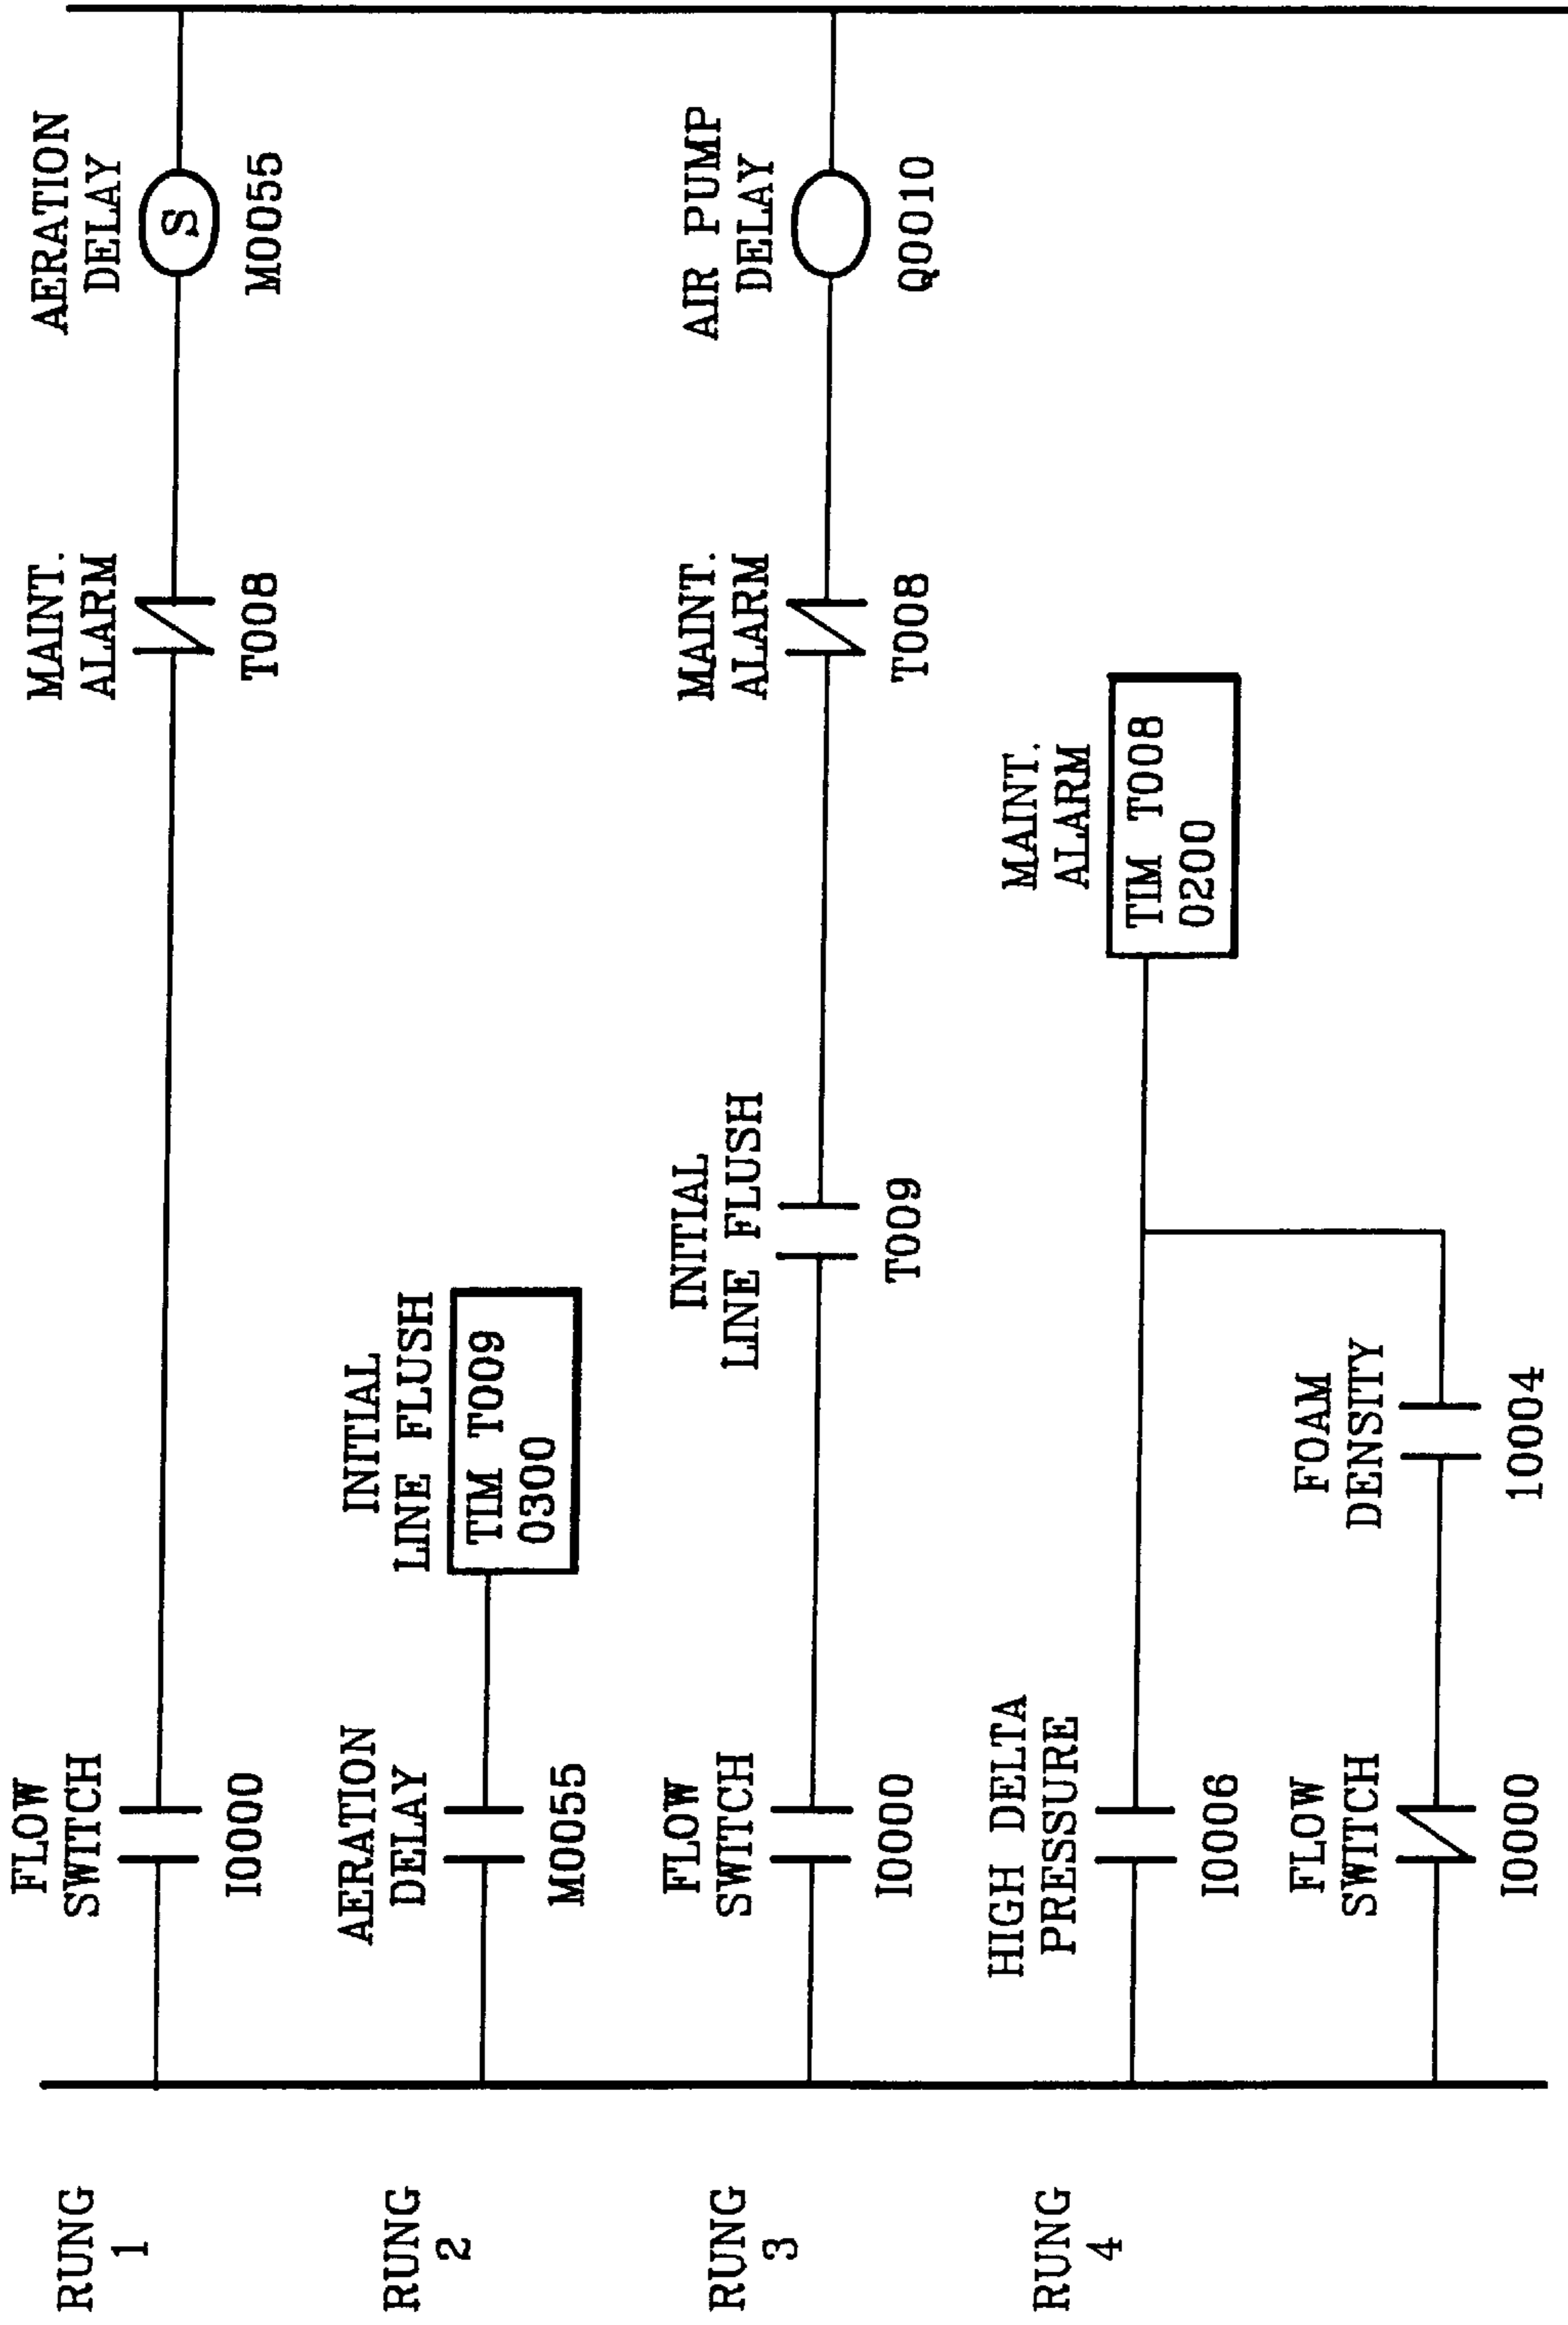 RUNG
1
FLOW
SWITCH
I0000
MAINT.
ALARM
T008
AERATION
DELAY
S
M0055
RUNG
2
AERATION
DELAY
M0055
INITIAL
LINE FLUSH
TIM T009
0300
RUNG
3
FLOW
SWITCH
I0000
INITIAL
LINE FLUSH
T009
MAINT.
ALARM
T008
AIR PUMP
DELAY
Q0010
RUNG
4
HIGH DELTA
PRESSURE
I0006
MAINT.
ALARM
TIM T008
0200
FLOW
SWITCH
I0000
FOAM
DENSITY
10004